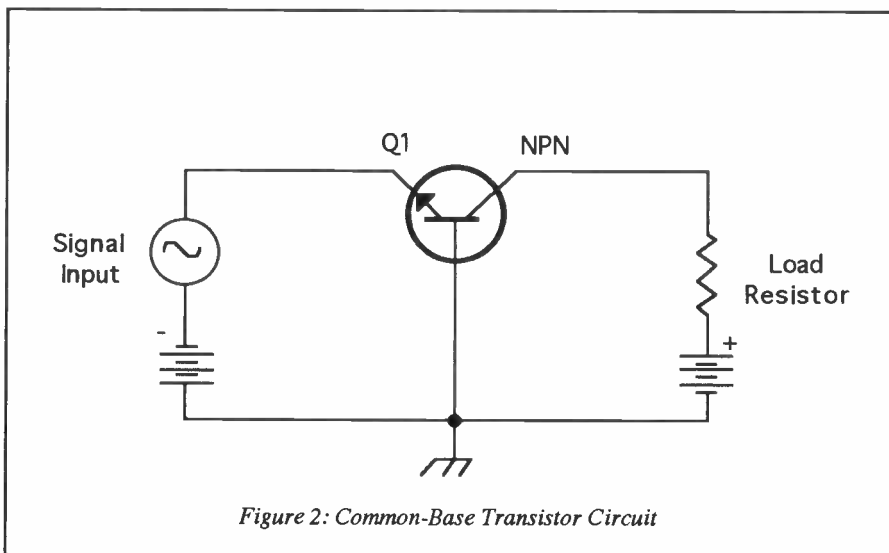 Q1
NPN
Signal
Input
Load
Resistor
-
+
Figure 2: Common-Base Transistor Circuit